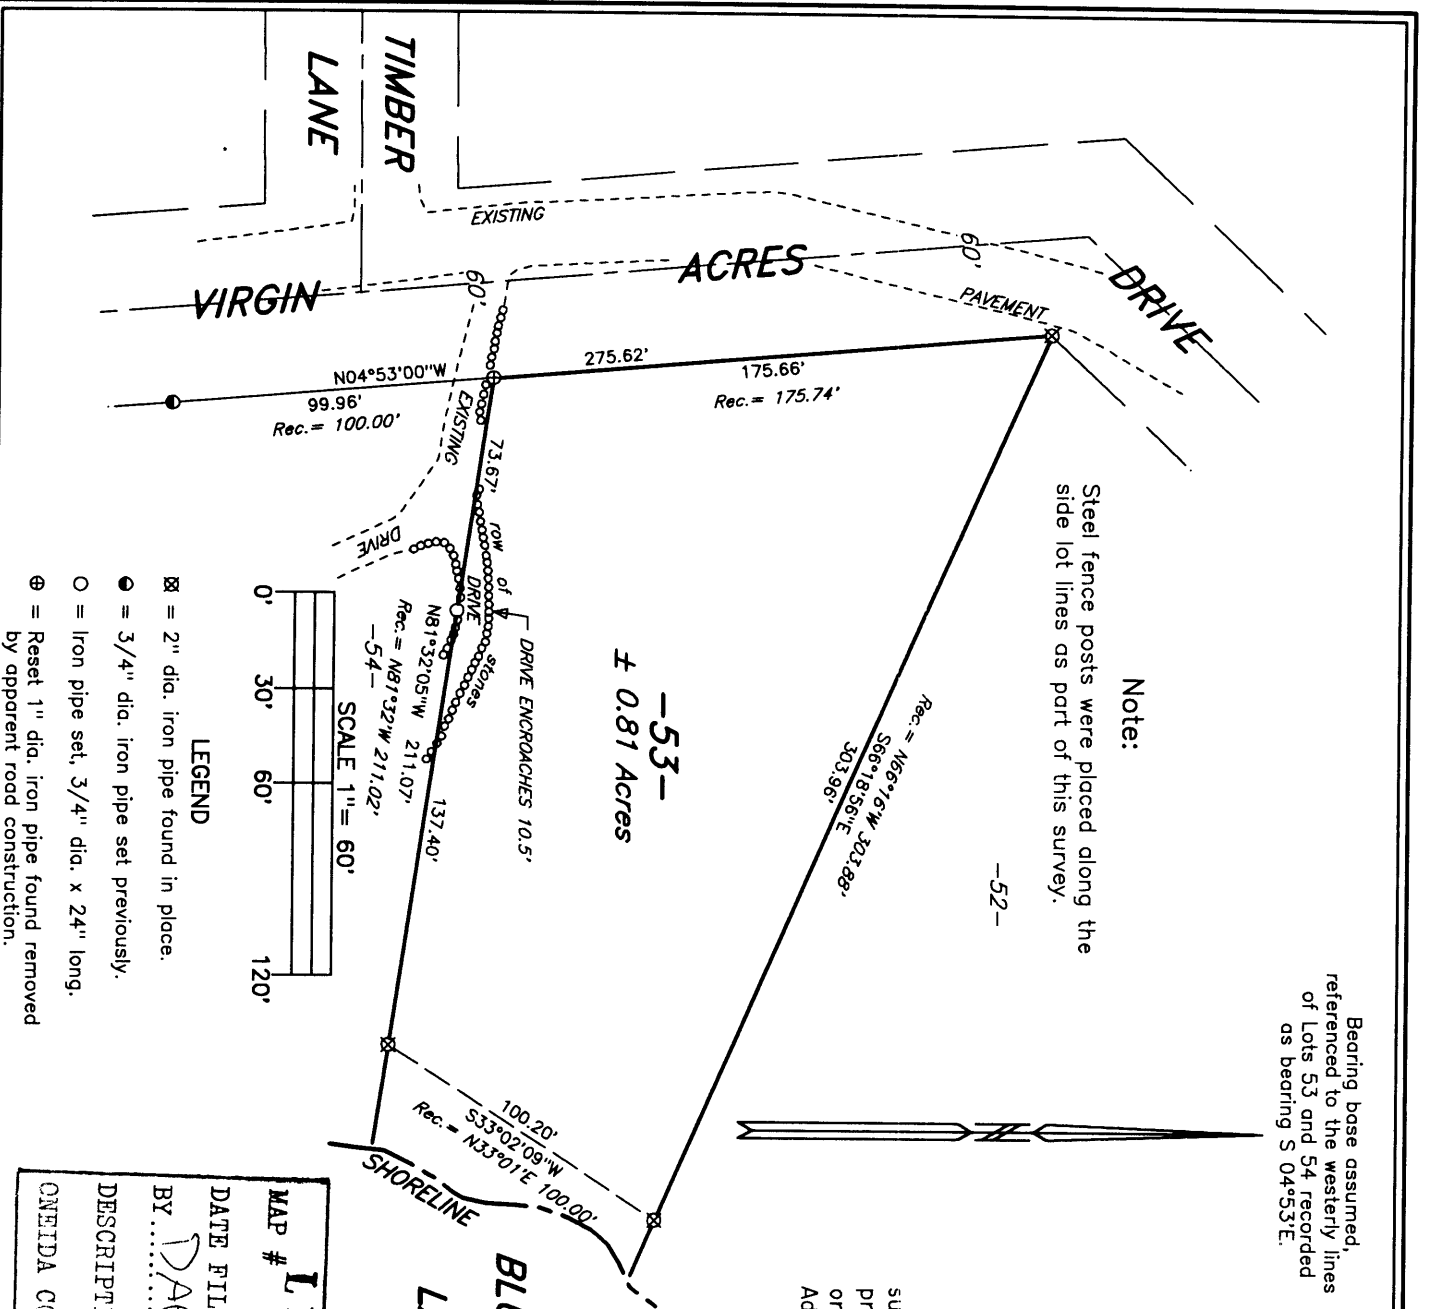 TIMBER
LANE
VIRGIN
ACRES
DRIVE
EXISTING
PAVEMENT
60'
60'
N04°53'00"W
99.96'
Rec.= 100.00'
275.62'
175.66'
Rec.= 175.74'
EXISTING
DRIVE
73.67'
row of stones
DRIVE
DRIVE ENCROACHES 10.5'
N81°32'05"W 211.07'
Rec.= N81°32'W 211.02'
-54-
137.40'
-53-
± 0.81 Acres
Rec.= N66°16'W 303.88'
S66°18'56"E
303.96'
-52-
Note:
Steel fence posts were placed along the
side lot lines as part of this survey.
Bearing base assumed,
referenced to the westerly lines
of Lots 53 and 54 recorded
as bearing S 04°53'E.
100.20'
S33°02'09"W
Rec.= N33°01'E 100.00'
SHORELINE
BL
L
SCALE 1"= 60'
0' 30' 60' 120'
LEGEND
= 2" dia. iron pipe found in place.
= 3/4" dia. iron pipe set previously.
= Iron pipe set, 3/4" dia. x 24" long.
= Reset 1" dia. iron pipe found removed
by apparent road construction.
MAP # L
DATE FIL
BY
DESCRIPT
ONEIDA CO
su
pr
or
Ad